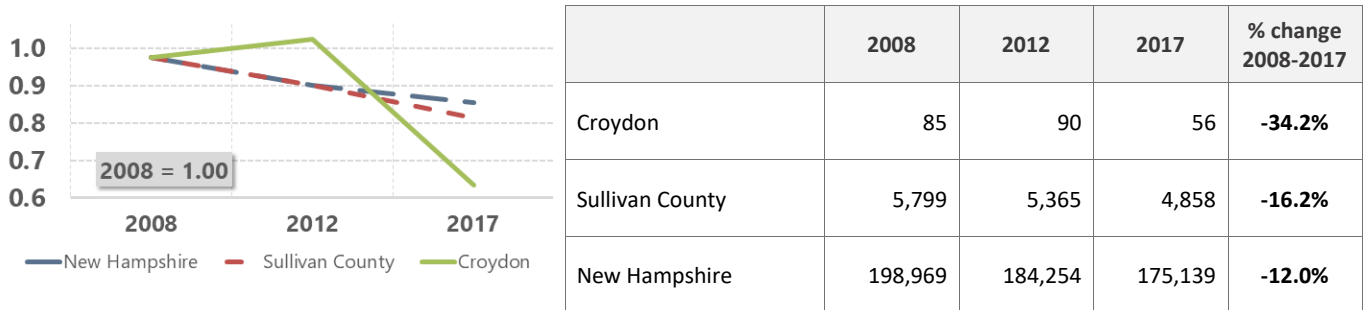 1.0
0.9
0.8
0.7
0.6
2008 = 1.00
2008 2012 2017
New Hampshire Sullivan County Croydon
2008 2012 2017 % change
2008-2017
Croydon 85 90 56 -34.2%
Sullivan County 5,799 5,365 4,858 -16.2%
New Hampshire 198,969 184,254 175,139 -12.0%